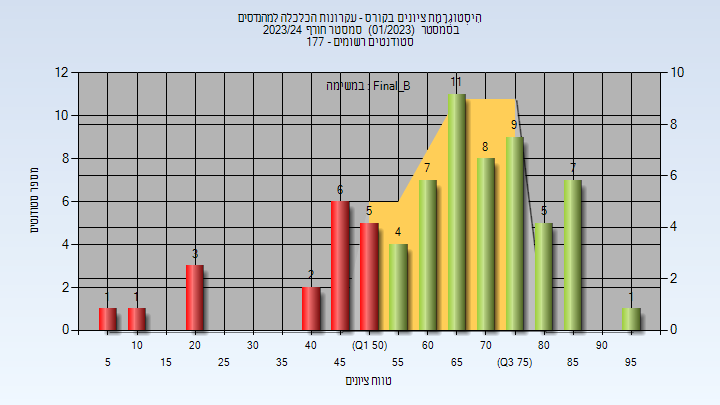 היסטוגרמת ציונים בקורס - עקרונות הכלכלה למהנדסים
בסמסטר (01/2023) סמסטר חורף 2023/24
סטודנטים רשומים - 177
במשימה : Final_B
מספר סטודנטים
12 10 8 6 4 2 0
10 8 6 4 2 0
1 1 3 2 6 5 4 7 11 8 9 5 7 1
10 20 30 40 (Q1 50) 60 70 80 90
5 15 25 35 45 55 65 (Q3 75) 85 95
טווח ציונים